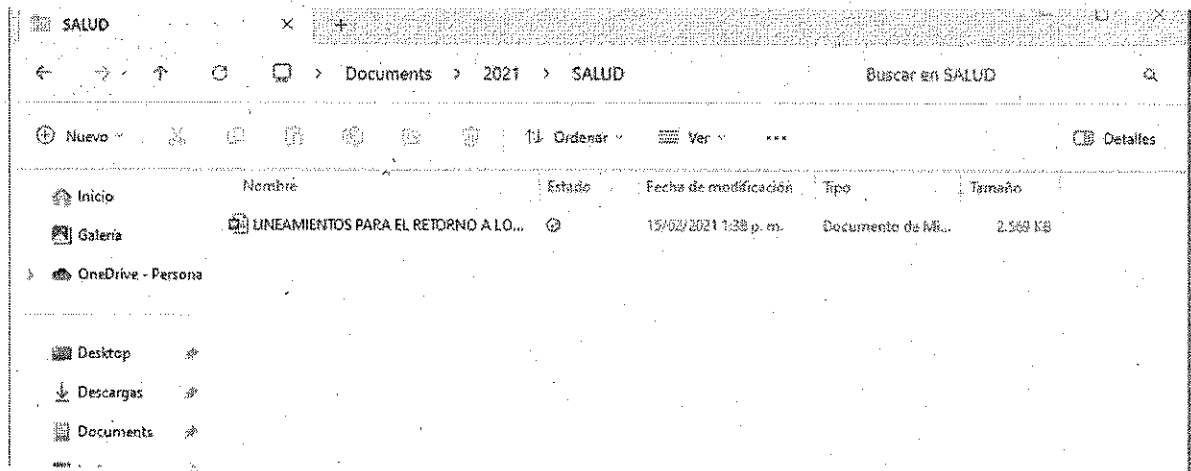 SALUD
Documents > 2021 > SALUD Buscar en SALUD
Nuevo Ordenar Ver ... Detalles
Nombre Estado Fecha de modificación Tipo Tamaño
LINEAMIENTOS PARA EL RETORNO A LO... 15/02/2021 1:38 p. m. Documento de Mi... 2.569 KB
Inicio
Galería
OneDrive - Persona
Desktop
Descargas
Documents